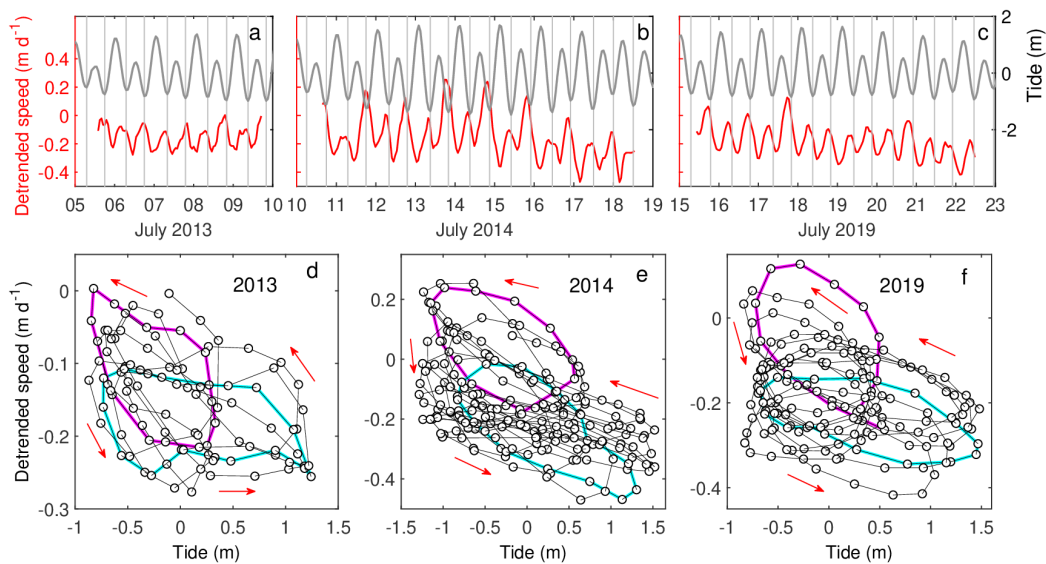 a
b
c
Detrended speed (m d⁻¹)
0.4
0.2
0
-0.2
-0.4
2
0
-2
Tide (m)
05 06 07 08 09 10
10 11 12 13 14 15 16 17 18 19
15 16 17 18 19 20 21 22 23
July 2013
July 2014
July 2019
d
2013
e
2014
f
2019
Detrended speed (m d⁻¹)
0
-0.1
-0.2
-0.3
0.2
0
-0.2
-0.4
0
-0.2
-0.4
-1 -0.5 0 0.5 1 1.5
-1.5 -1 -0.5 0 0.5 1 1.5
-1 -0.5 0 0.5 1 1.5
Tide (m)
Tide (m)
Tide (m)